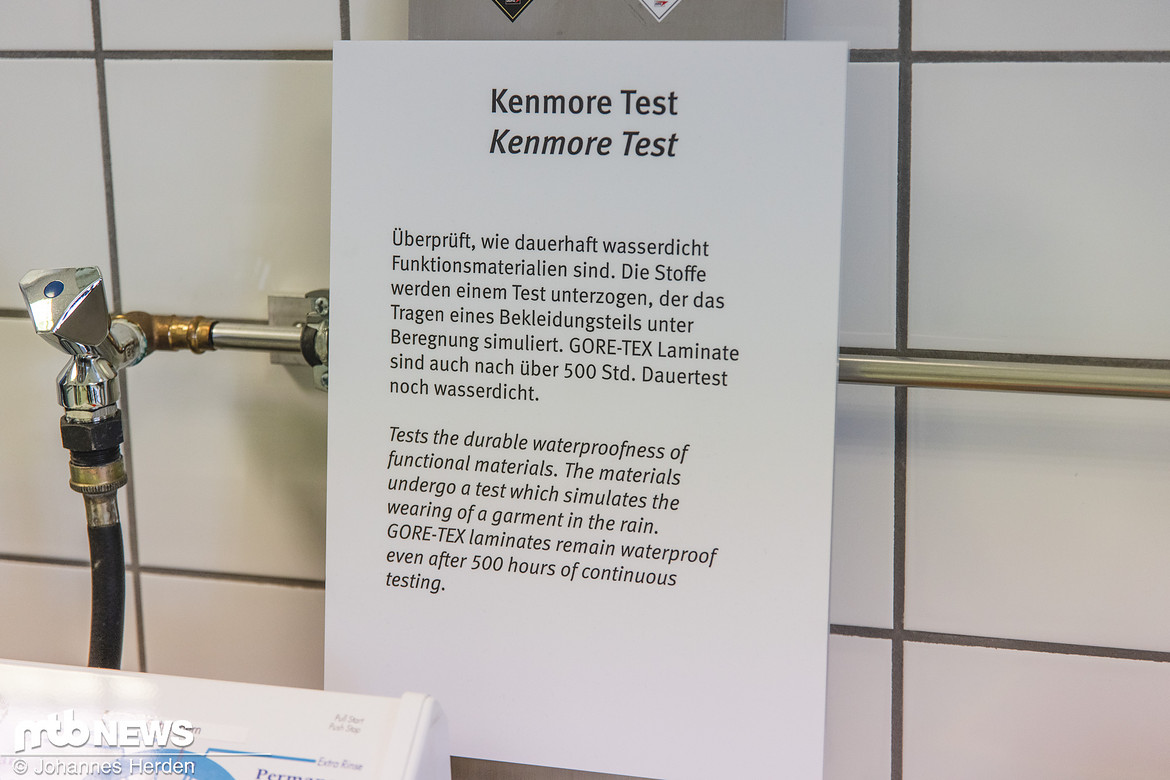 Kenmore Test
Kenmore Test
Überprüft, wie dauerhaft wasserdicht
Funktionsmaterialien sind. Die Stoffe
werden einem Test unterzogen, der das
Tragen eines Bekleidungsteils unter
Beregnung simuliert. GORE-TEX Laminate
sind auch nach über 500 Std. Dauertest
noch wasserdicht.
Tests the durable waterproofness of
functional materials. The materials
undergo a test which simulates the
wearing of a garment in the rain.
GORE-TEX laminates remain waterproof
even after 500 hours of continuous
testing.
Pull Start
Push Stop
Extra Rinse
mtb NEWS
© Johannes Herden